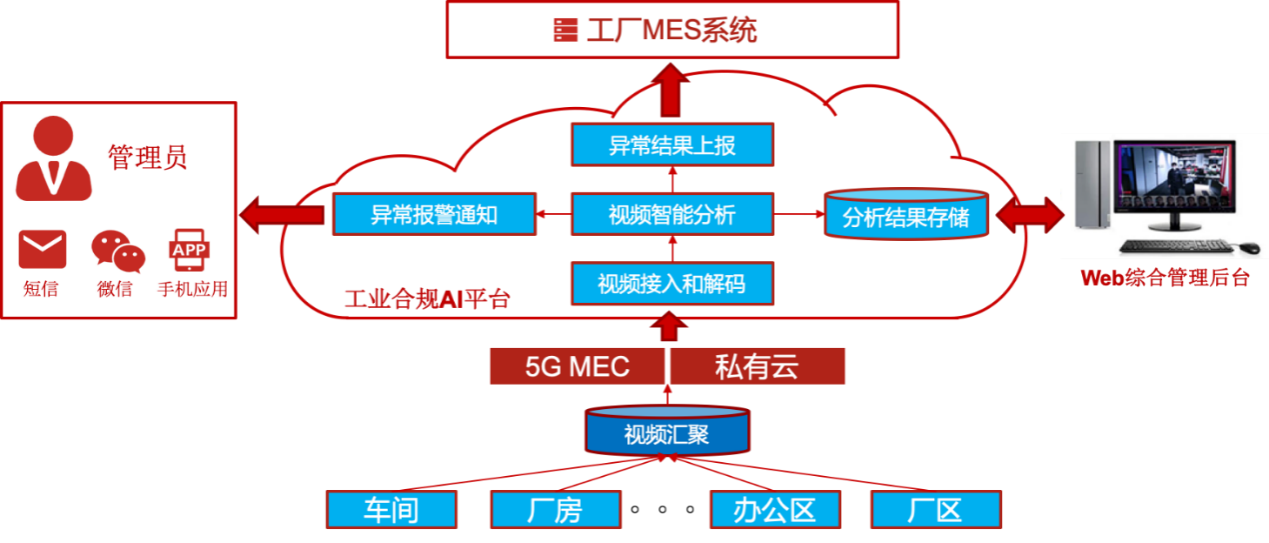 工厂MES系统
异常结果上报
管理员
异常报警通知
视频智能分析
分析结果存储
短信
微信
APP
手机应用
视频接入和解码
工业合规AI平台
Web综合管理后台
5G MEC
私有云
视频汇聚
车间
厂房
。。。
办公区
厂区